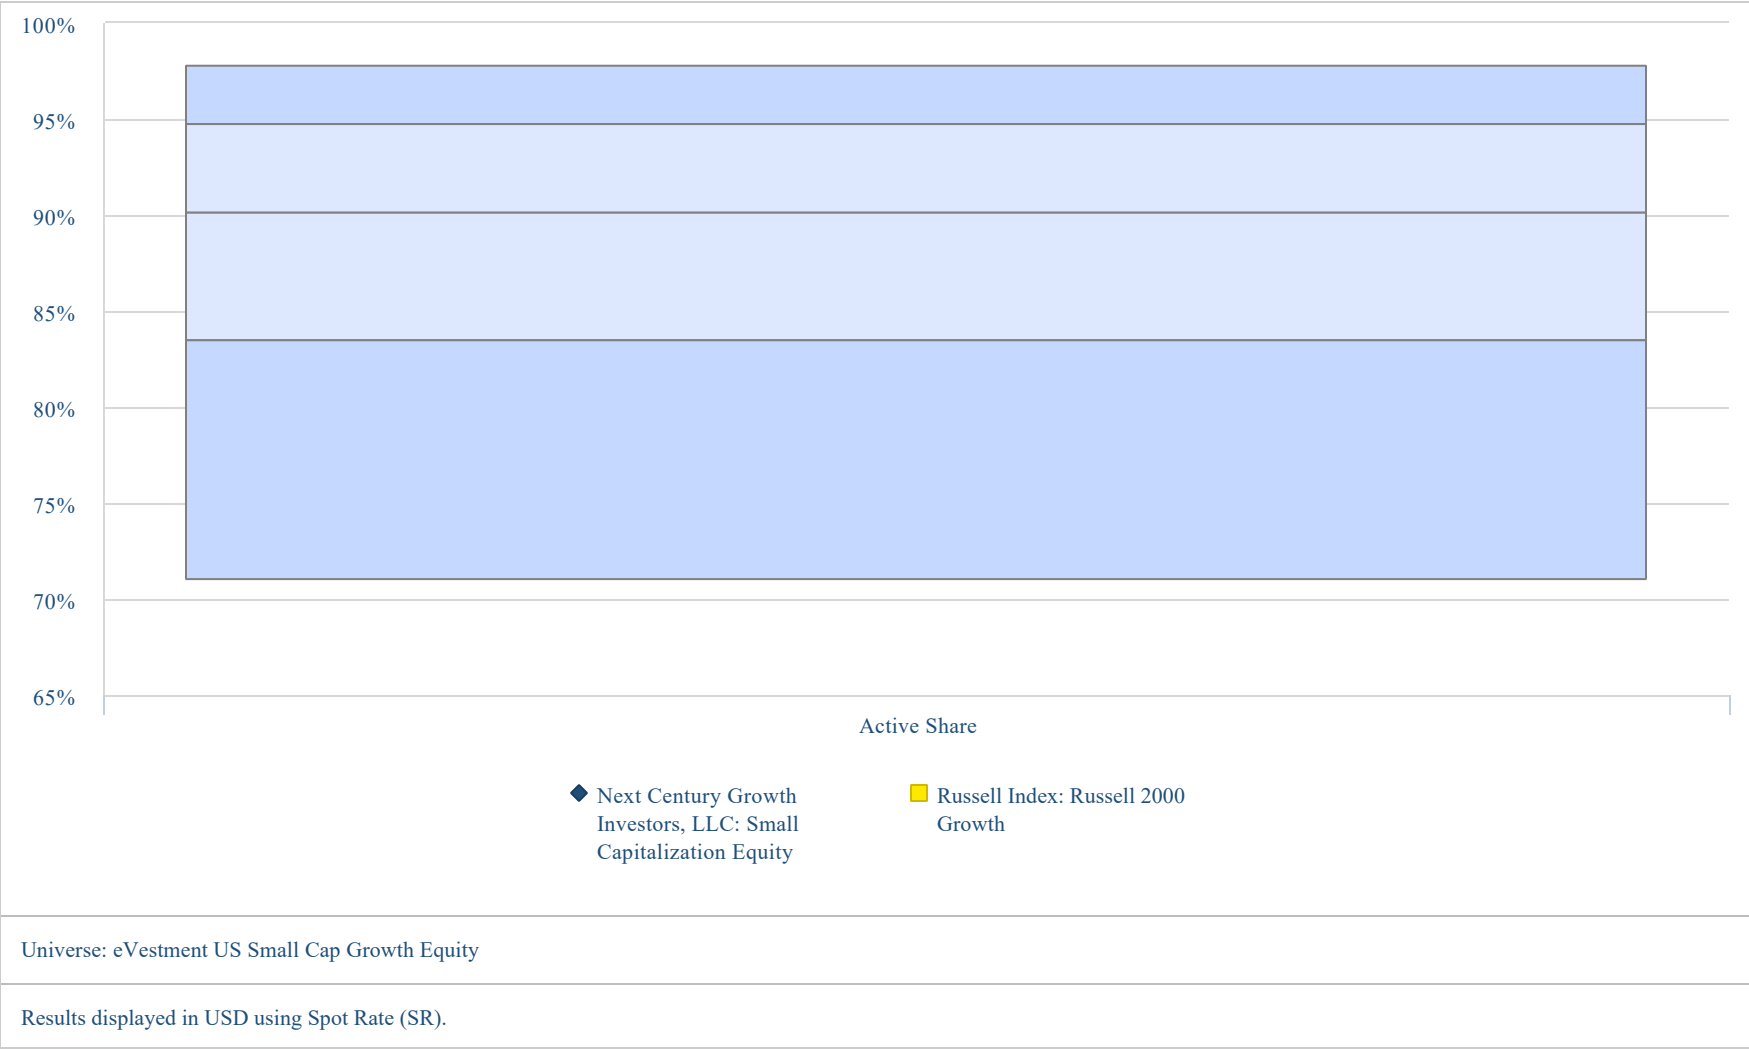 100%
95%
90%
85%
80%
75%
70%
65%
Active Share
Next Century Growth
Investors, LLC: Small
Capitalization Equity
Russell Index: Russell 2000
Growth
Universe: eVestment US Small Cap Growth Equity
Results displayed in USD using Spot Rate (SR).